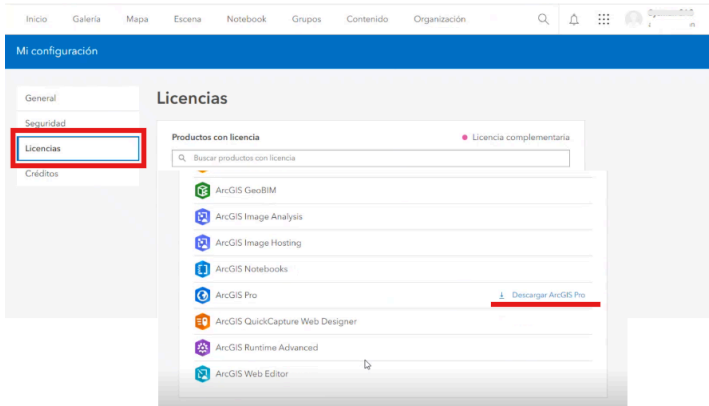 Inicio Galería Mapa Escena Notebook Grupos Contenido Organización
Mi configuración
General
Seguridad
Licencias
Créditos
Licencias
Productos con licencia Licencia complementaria
Buscar productos con licencia
ArcGIS GeoBIM
ArcGIS Image Analysis
ArcGIS Image Hosting
ArcGIS Notebooks
ArcGIS Pro Descargar ArcGIS Pro
ArcGIS QuickCapture Web Designer
ArcGIS Runtime Advanced
ArcGIS Web Editor